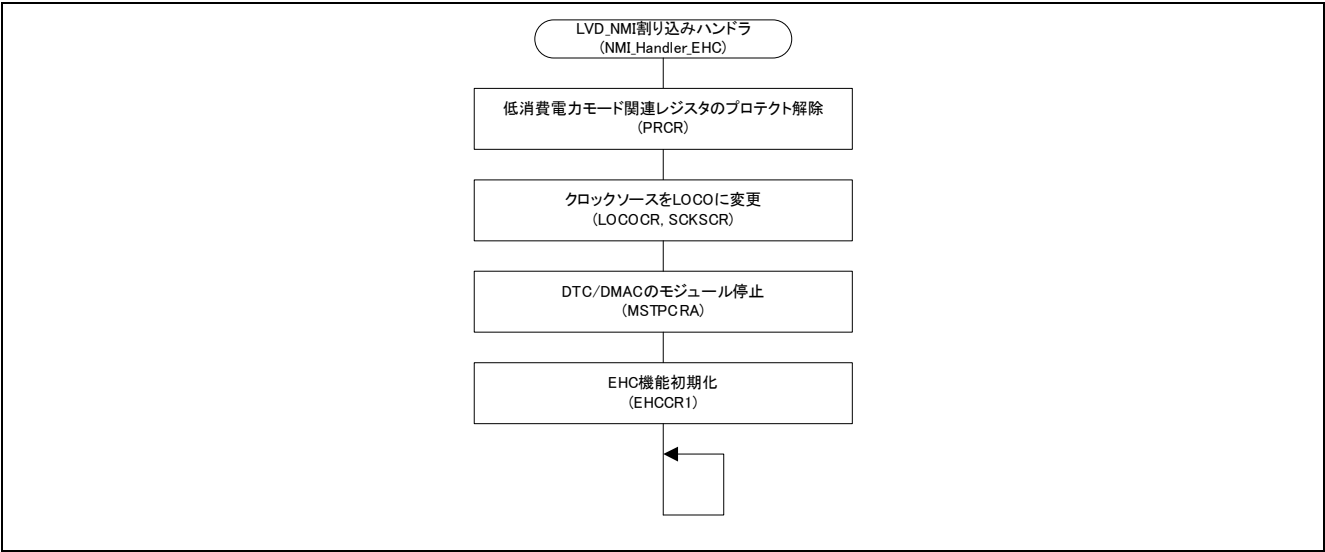 LVD_NMI割り込みハンドラ
(NMI_Handler_EHC)
低消費電力モード関連レジスタのプロテクト解除
(PRCR)
クロックソースをLOCOに変更
(LOCOCR, SCKSCR)
DTC/DMACのモジュール停止
(MSTPCRA)
EHC機能初期化
(EHCCR1)